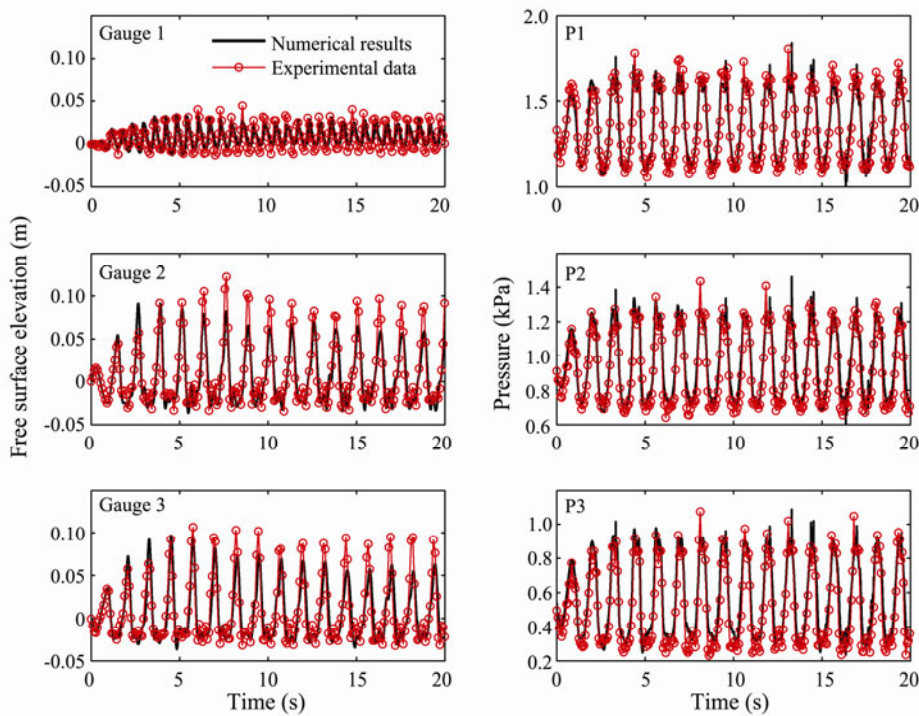 Gauge 1
Numerical results
Experimental data
0.10
0.05
0
-0.05
0 5 10 15 20
P1
2.0
1.5
1.0
0 5 10 15 20
Gauge 2
0.10
0.05
0
-0.05
0 5 10 15 20
P2
1.4
1.2
1.0
0.8
0.6
0 5 10 15 20
Gauge 3
0.10
0.05
0
-0.05
0 5 10 15 20
P3
1.0
0.8
0.6
0.4
0.2
0 5 10 15 20
Free surface elevation (m)
Pressure (kPa)
Time (s)
Time (s)